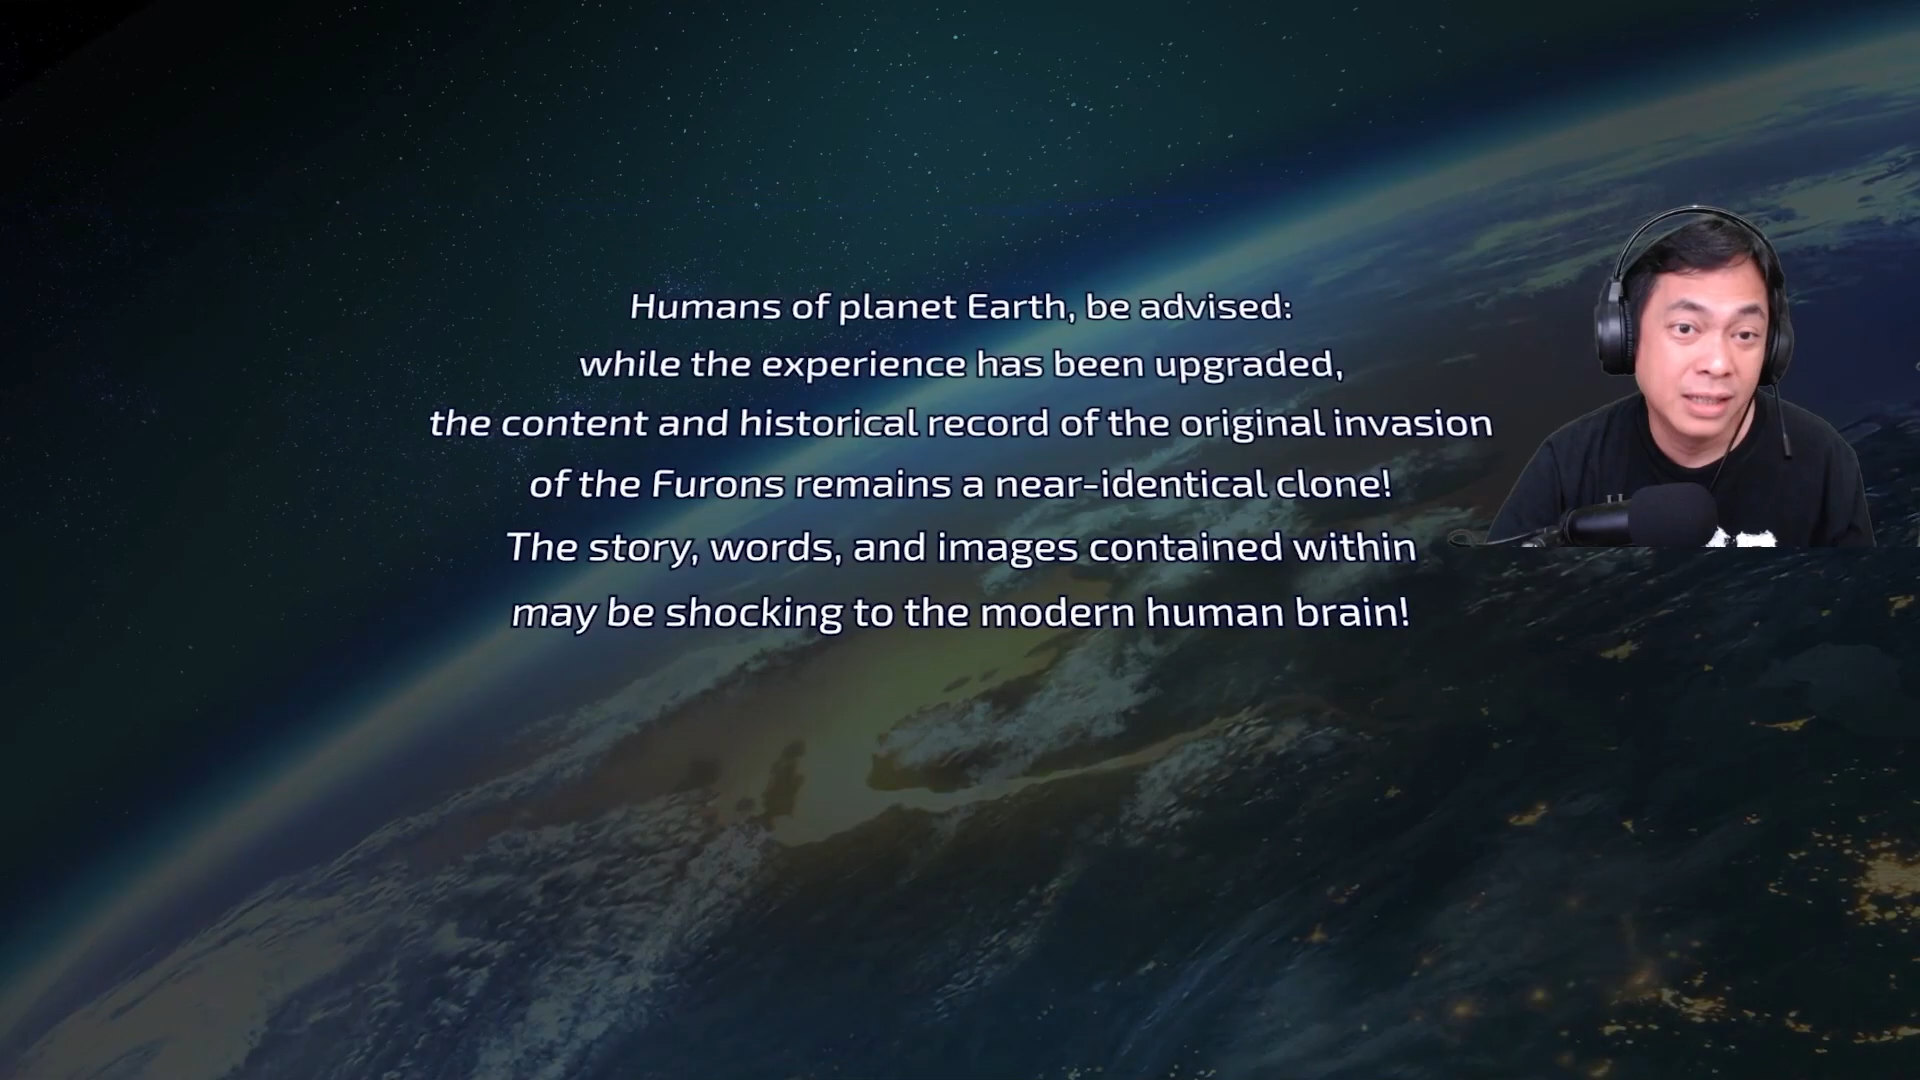 Humans of planet Earth, be advised:
while the experience has been upgraded,
the content and historical record of the original invasion
of the Furons remains a near-identical clone!
The story, words, and images contained within
may be shocking to the modern human brain!